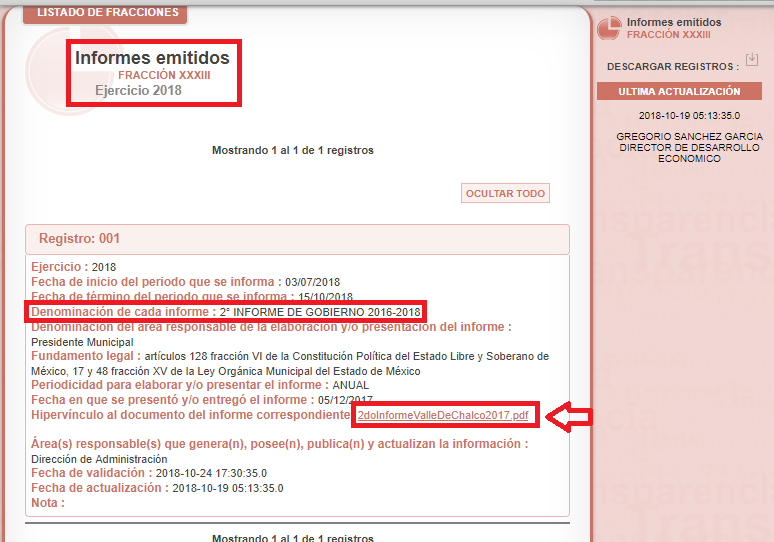 LISTADO DE FRACCIONES
Informes emitidos
FRACCIÓN XXXIII
Ejercicio 2018
Mostrando 1 al 1 de 1 registros
OCULTAR TODO
Registro: 001
Ejercicio : 2018
Fecha de inicio del periodo que se informa : 03/07/2018
Fecha de término del periodo que se informa : 15/10/2018
Denominación de cada informe : 2° INFORME DE GOBIERNO 2016-2018
Denominación del área responsable de la elaboración y/o presentación del informe :
Presidente Municipal
Fundamento legal : artículos 128 fracción VI de la Constitución Política del Estado Libre y Soberano de
México, 17 y 48 fracción XV de la Ley Orgánica Municipal del Estado de México
Periodicidad para elaborar y/o presentar el informe : ANUAL
Fecha en que se presentó y/o entregó el informe : 05/12/2017
Hipervínculo al documento del informe correspondiente 2doInformeValleDeChalco2017.pdf
Área(s) responsable(s) que genera(n), posee(n), publica(n) y actualizan la información :
Dirección de Administración
Fecha de validación : 2018-10-24 17:30:35.0
Fecha de actualización : 2018-10-19 05:13:35.0
Nota :
Mostrando 1 al 1 de 1 registros
Informes emitidos
FRACCIÓN XXXIII
DESCARGAR REGISTROS :
ULTIMA ACTUALIZACIÓN
2018-10-19 05:13:35.0
GREGORIO SANCHEZ GARCIA
DIRECTOR DE DESARROLLO
ECONOMICO